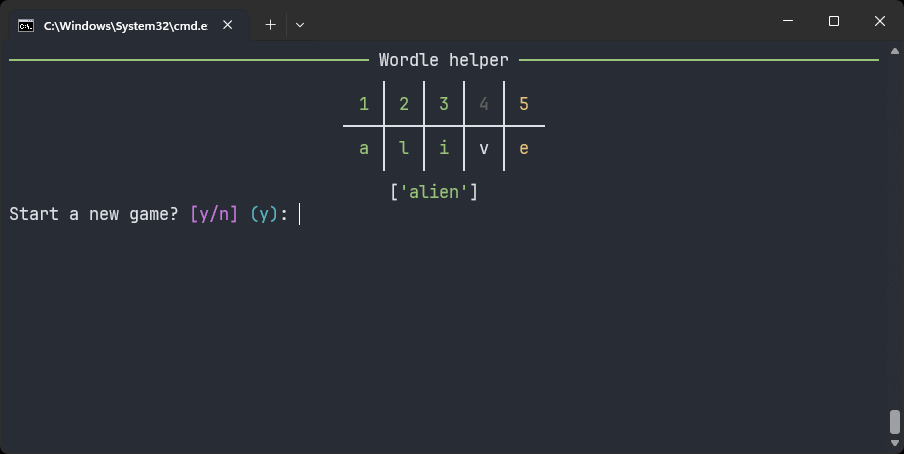 C:\Windows\System32\cmd.e
Wordle helper
1 2 3 4 5
a l i v e
['alien']
Start a new game? [y/n] (y):